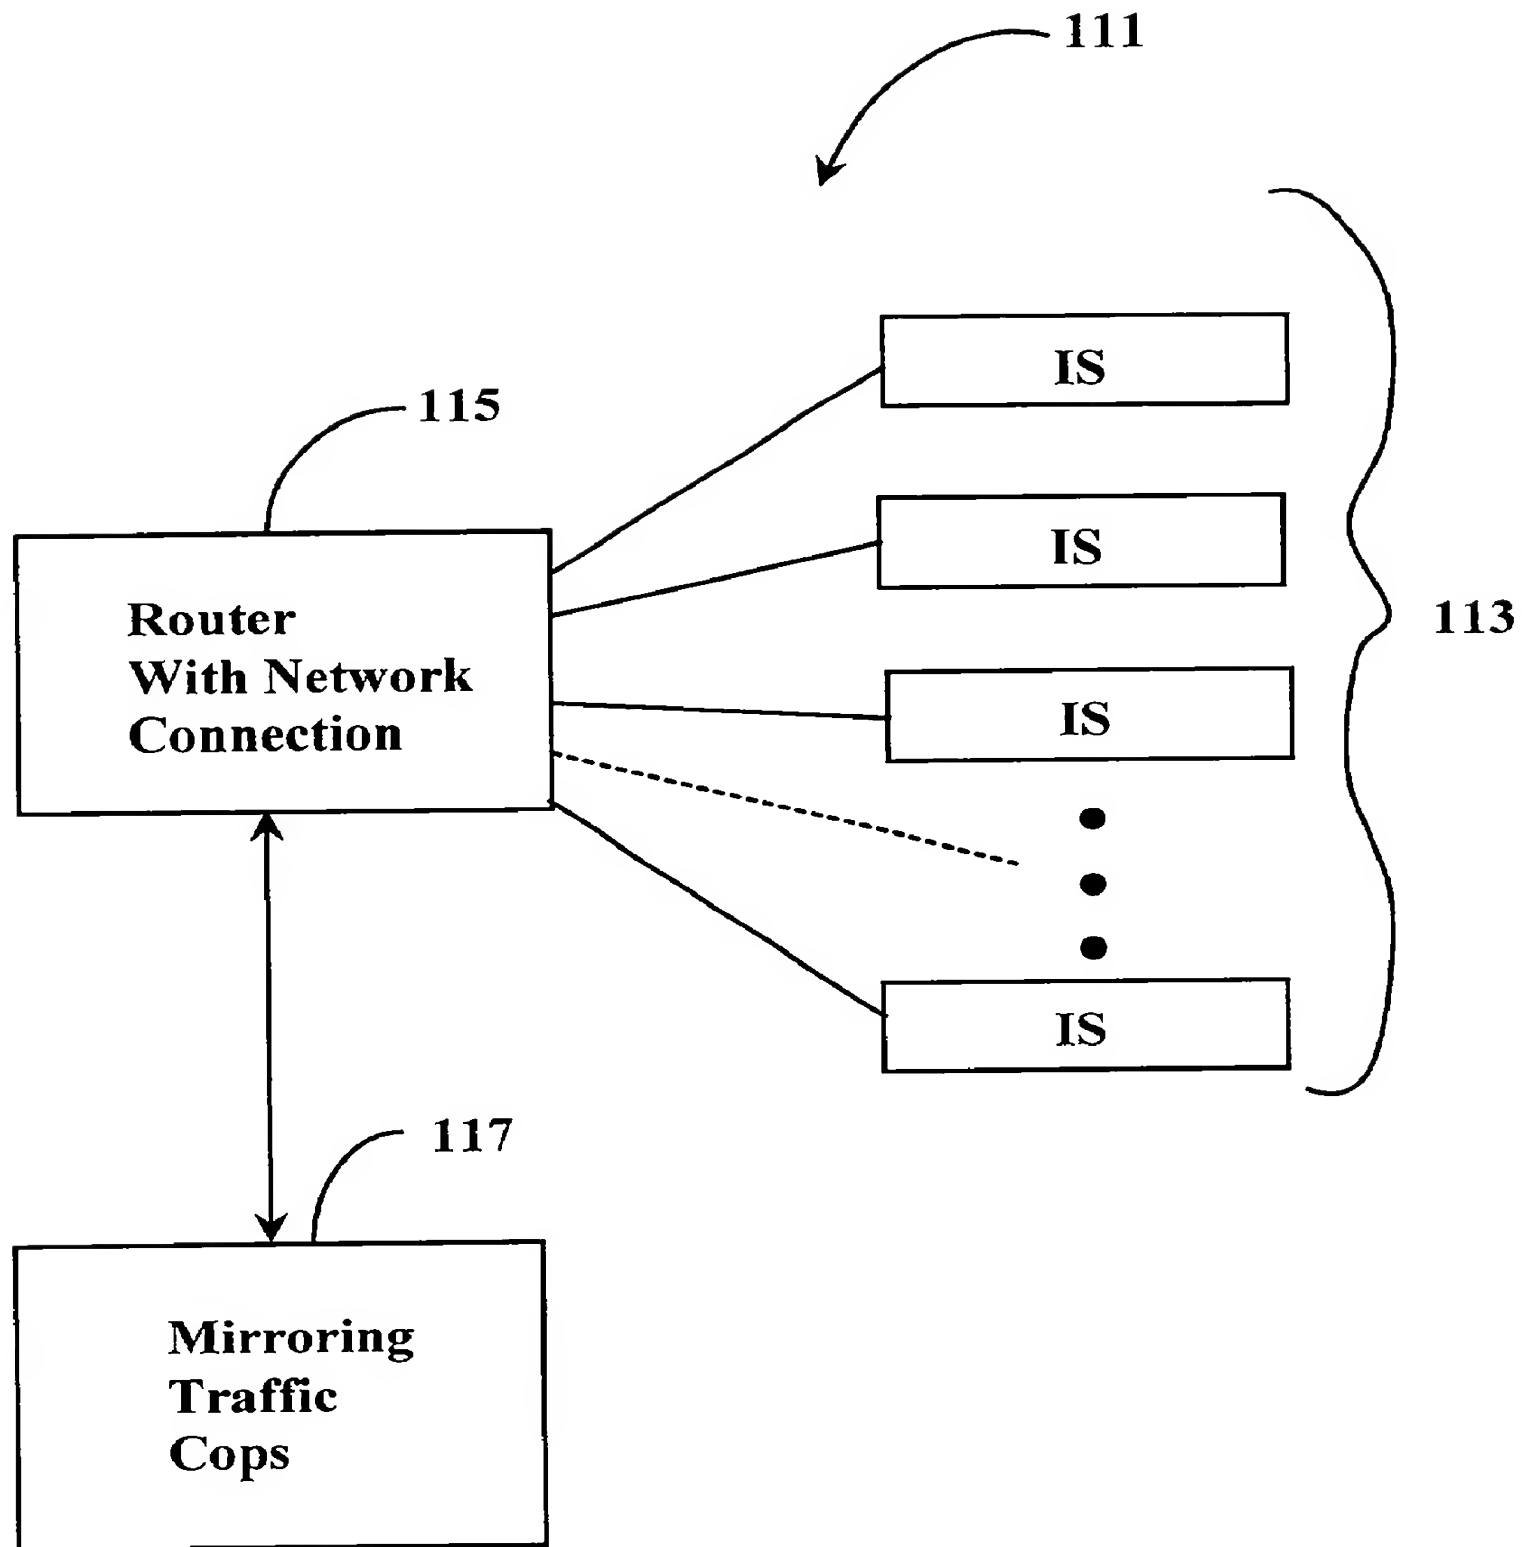 111
IS
115
IS
Router
With Network
Connection
113
IS
IS
117
Mirroring
Traffic
Cops